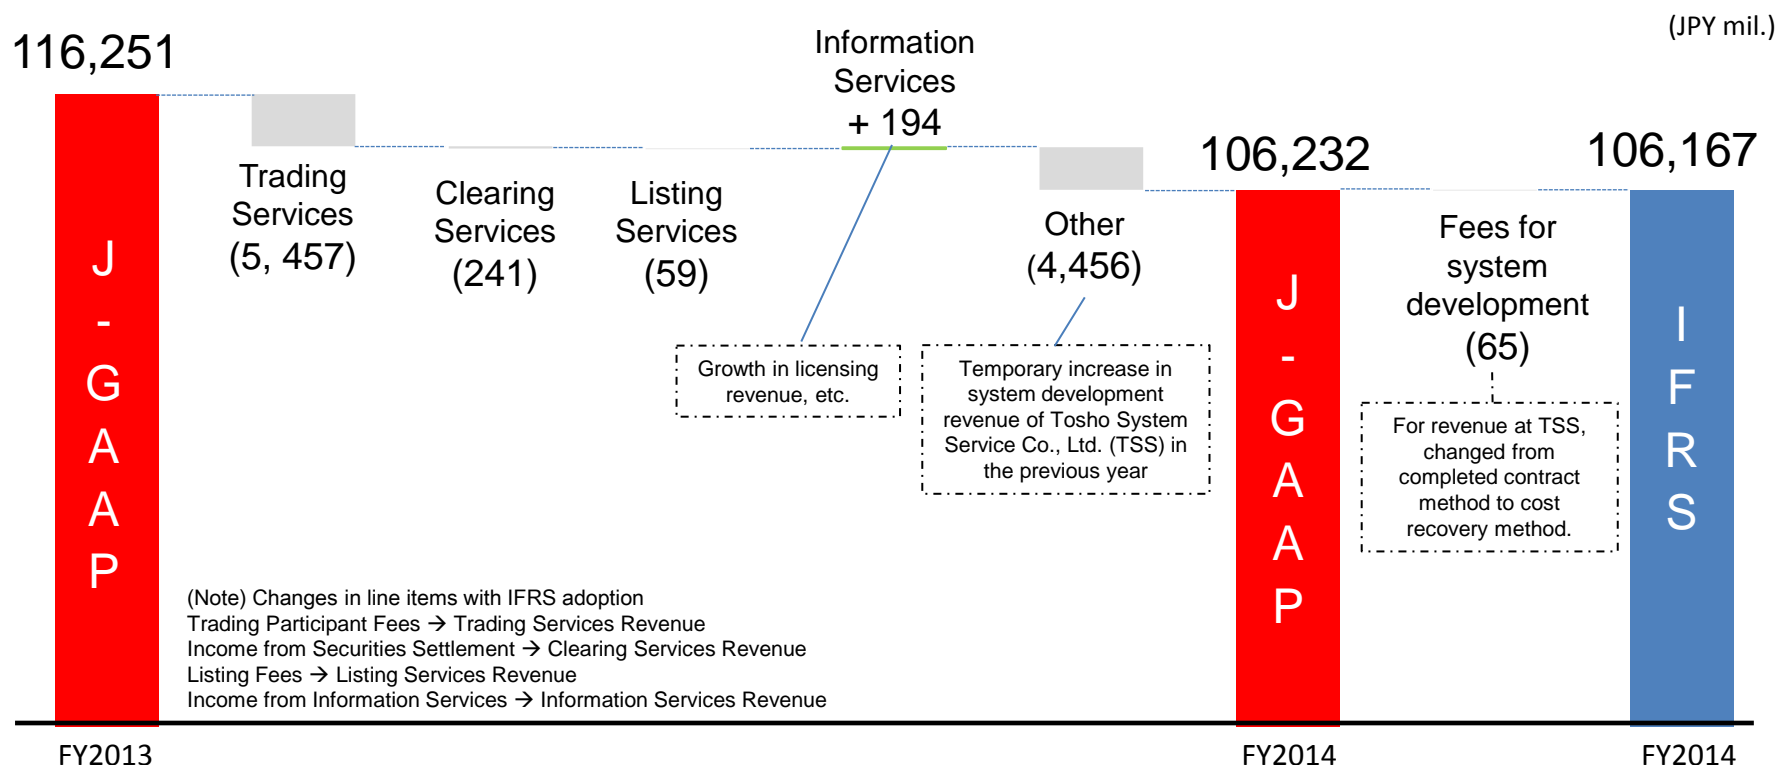 (JPY mil.)
116,251
Trading
Services
(5, 457)
Clearing
Services
(241)
Listing
Services
(59)
Information
Services
+ 194
Growth in licensing
revenue, etc.
Other
(4,456)
Temporary increase in
system development
revenue of Tosho System
Service Co., Ltd. (TSS) in
the previous year
106,232
Fees for
system
development
(65)
For revenue at TSS,
changed from
completed contract
method to cost
recovery method.
106,167
J
-
G
A
A
P
J
-
G
A
A
P
I
F
R
S
(Note) Changes in line items with IFRS adoption
Trading Participant Fees → Trading Services Revenue
Income from Securities Settlement → Clearing Services Revenue
Listing Fees → Listing Services Revenue
Income from Information Services → Information Services Revenue
FY2013
FY2014
FY2014